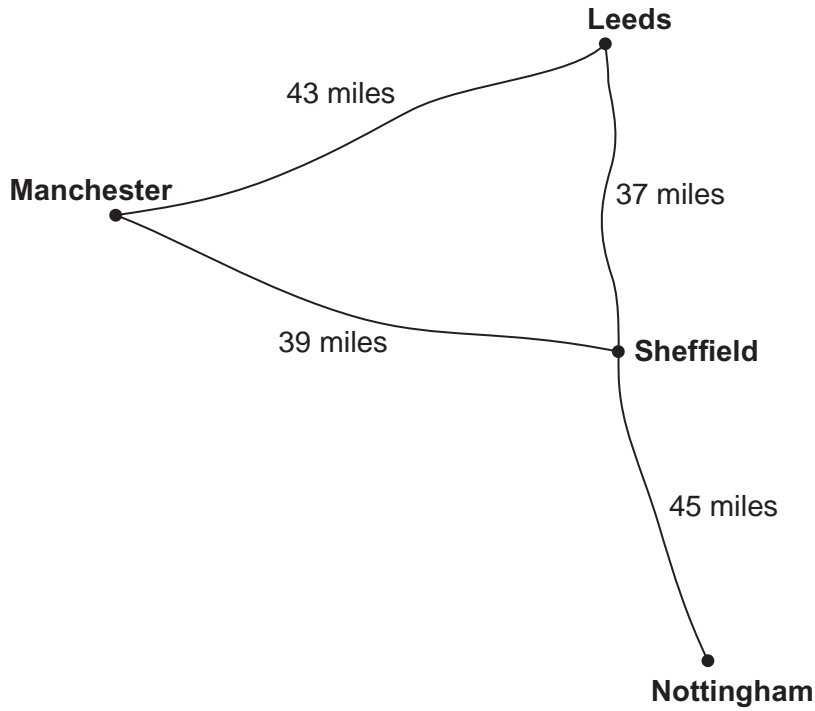 Leeds
43 miles
Manchester
37 miles
39 miles
Sheffield
45 miles
Nottingham